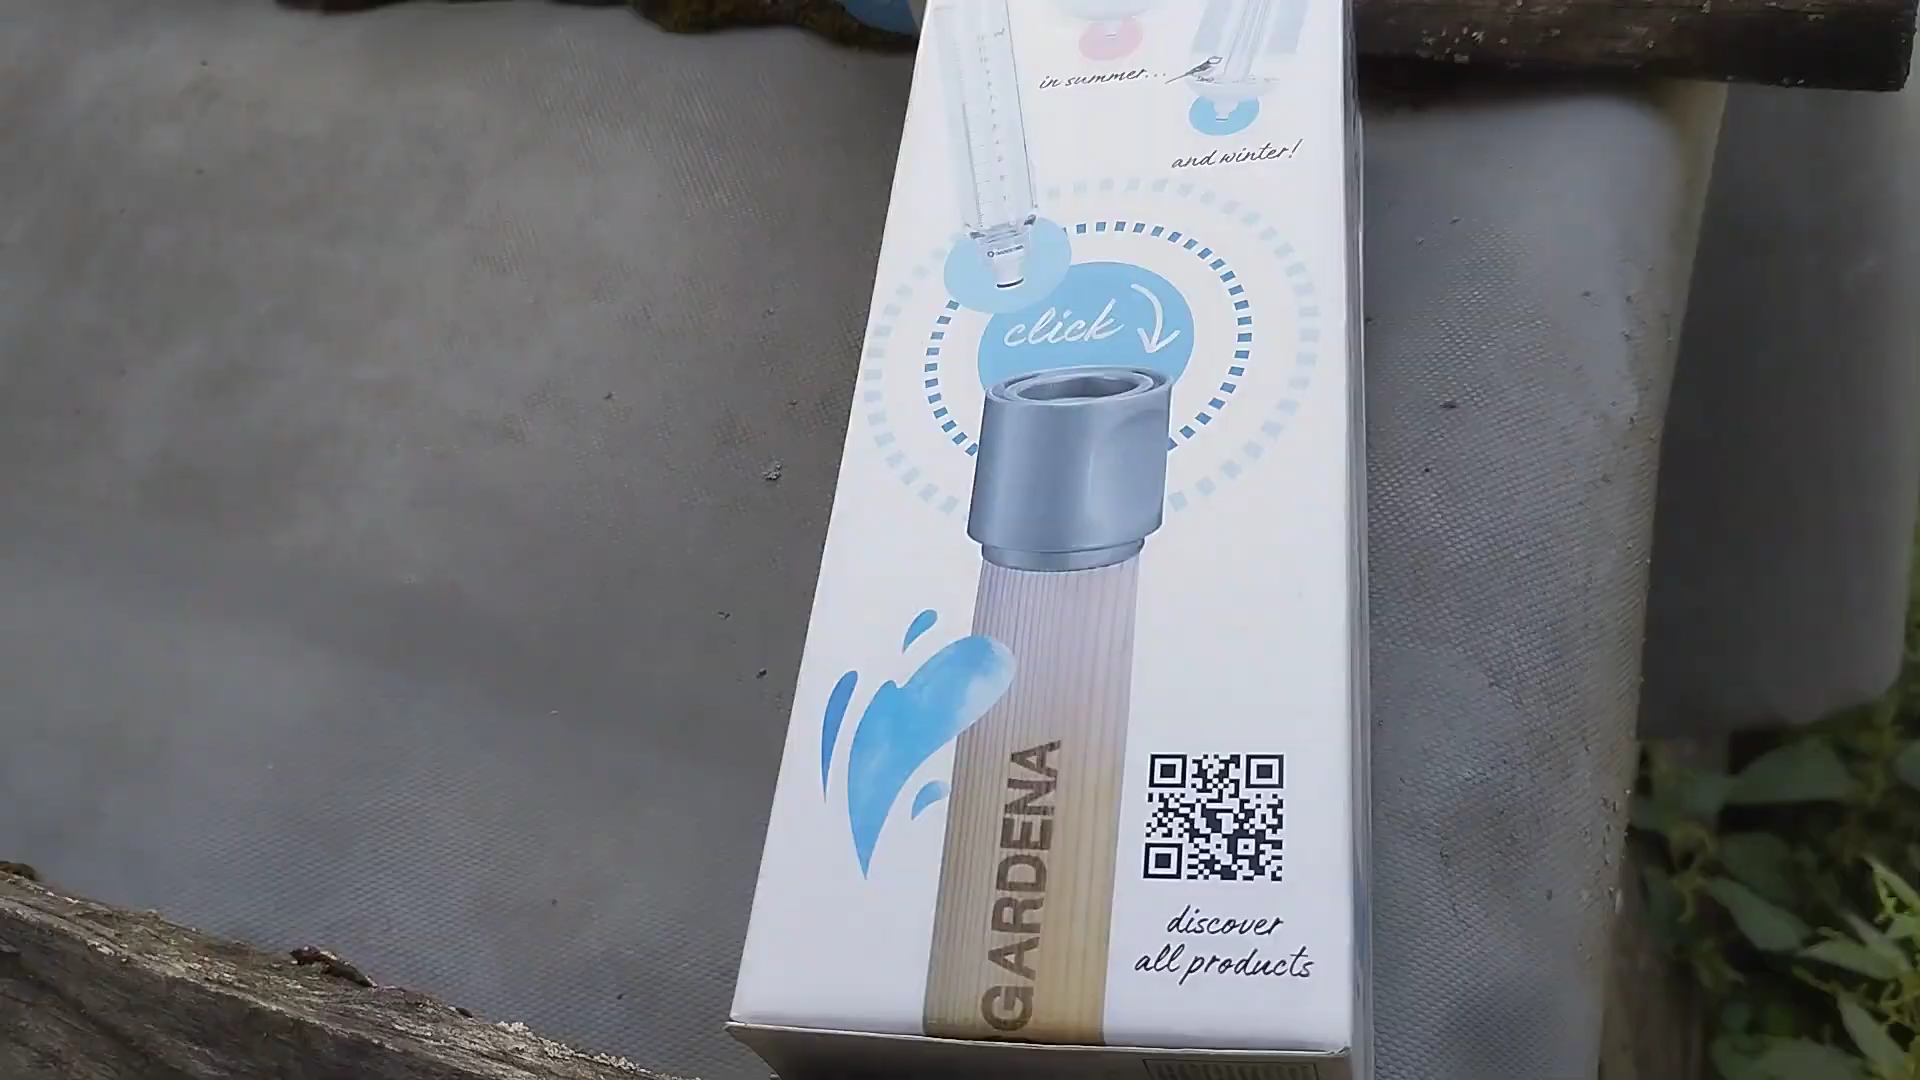 in summer...
and winter!
click
GARDENA
discover
all products